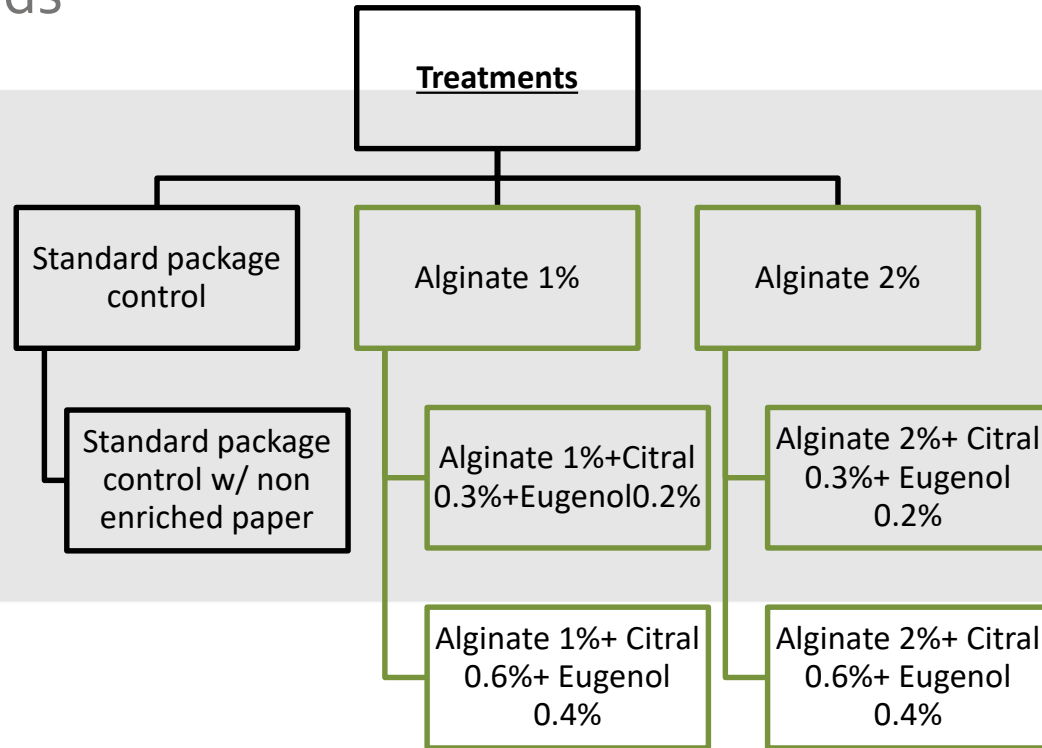 Treatments
Standard package
control
Alginate 1%
Alginate 2%
Standard package
control w/ non
enriched paper
Alginate 1%+Citral
0.3%+Eugenol0.2%
Alginate 2%+ Citral
0.3%+ Eugenol
0.2%
Alginate 1%+ Citral
0.6%+ Eugenol
0.4%
Alginate 2%+ Citral
0.6%+ Eugenol
0.4%